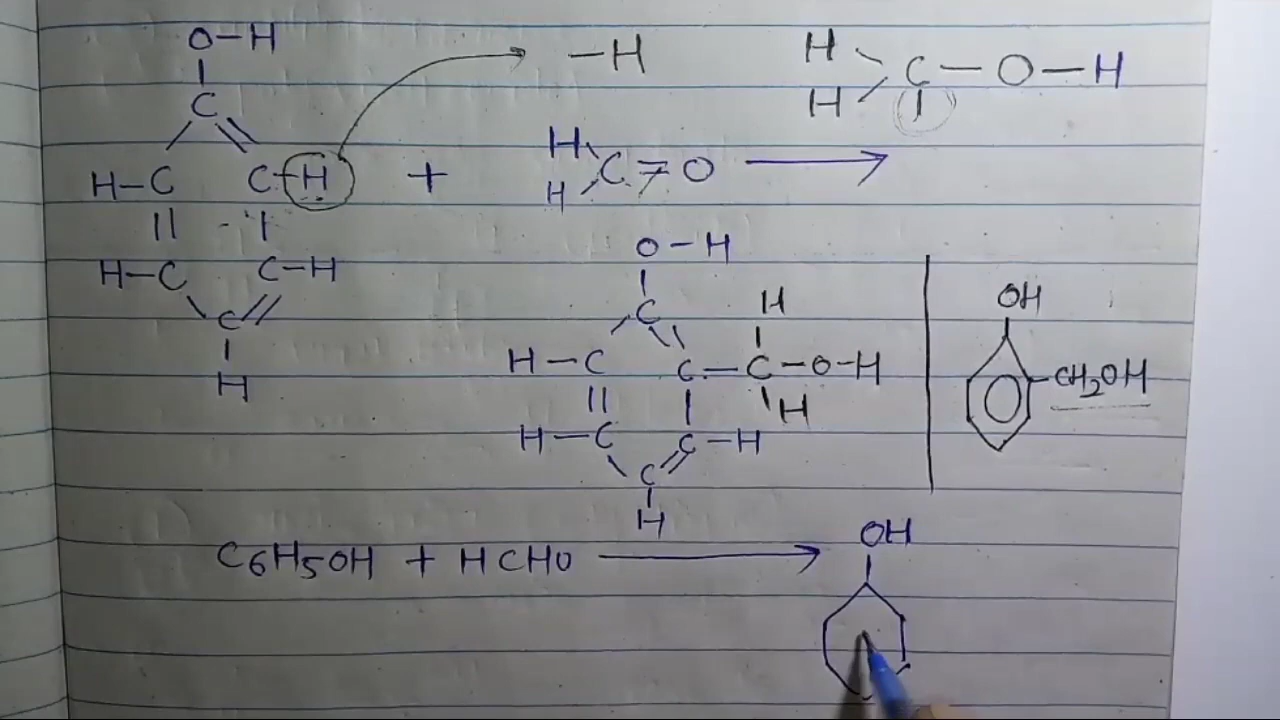 O-H
C
H-C C-H
H-C C-H
C
H
-H
+
H
H
C=O →
H
H
C - O - H
O - H
C
H
H - C C - C - O - H
H
H - C C - H
C
H
OH
CH2OH
C6H5OH + HCHO →
OH